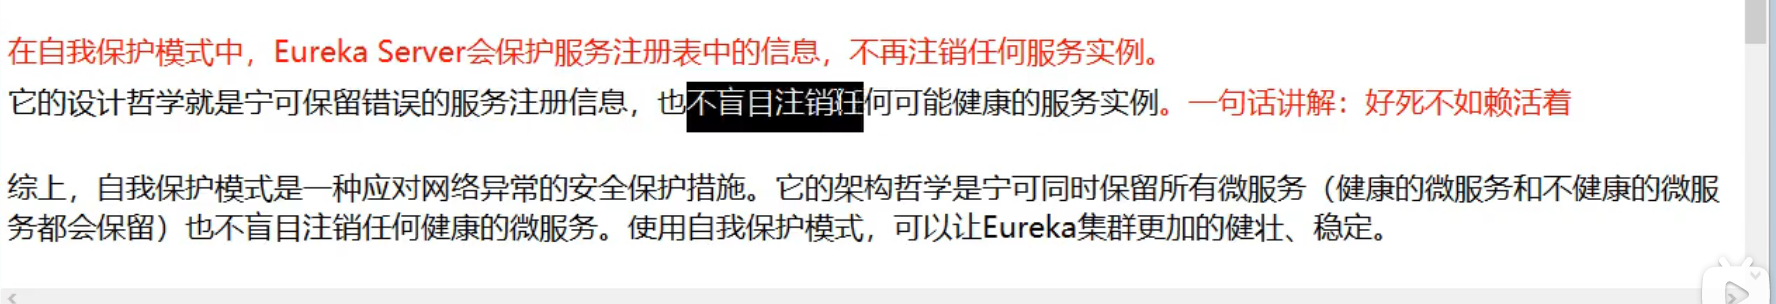 在自我保护模式中，Eureka Server会保护服务注册表中的信息，不再注销任何服务实例。
它的设计哲学就是宁可保留错误的服务注册信息，也不盲目注销任何可能健康的服务实例。一句话讲解：好死不如赖活着
综上，自我保护模式是一种应对网络异常的安全保护措施。它的架构哲学是宁可同时保留所有微服务（健康的微服务和不健康的微服
务都会保留）也不盲目注销任何健康的微服务。使用自我保护模式，可以让Eureka集群更加的健壮、稳定。